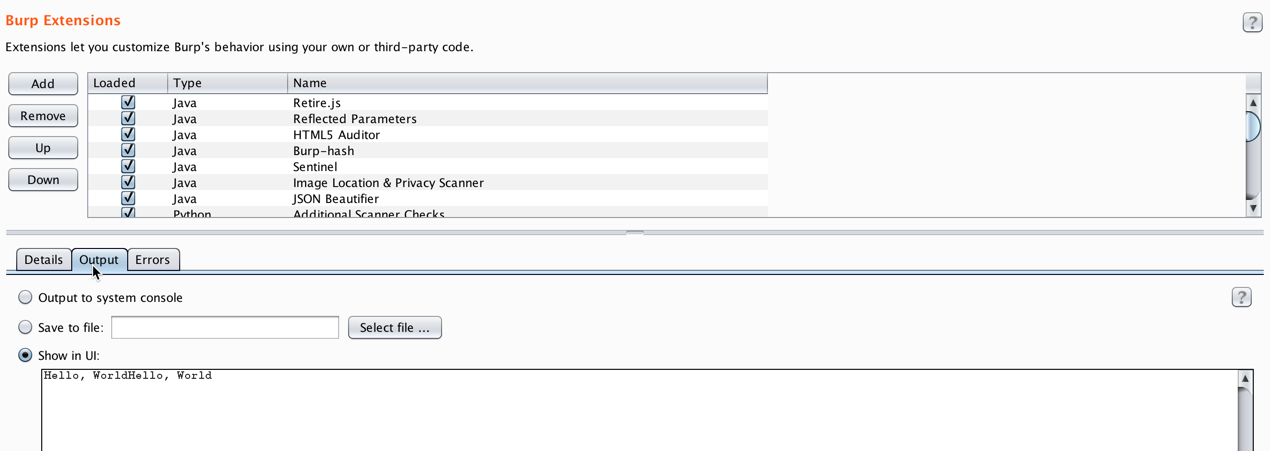 Burp Extensions
?
Extensions let you customize Burp's behavior using your own or third-party code.
Add
Remove
Up
Down
Loaded Type Name
Java Retire.js
Java Reflected Parameters
Java HTML5 Auditor
Java Burp-hash
Java Sentinel
Java Image Location & Privacy Scanner
Java JSON Beautifier
Python Additional Scanner Checks
Details Output Errors
Output to system console
?
Save to file: Select file ...
Show in UI:
Hello, WorldHello, World